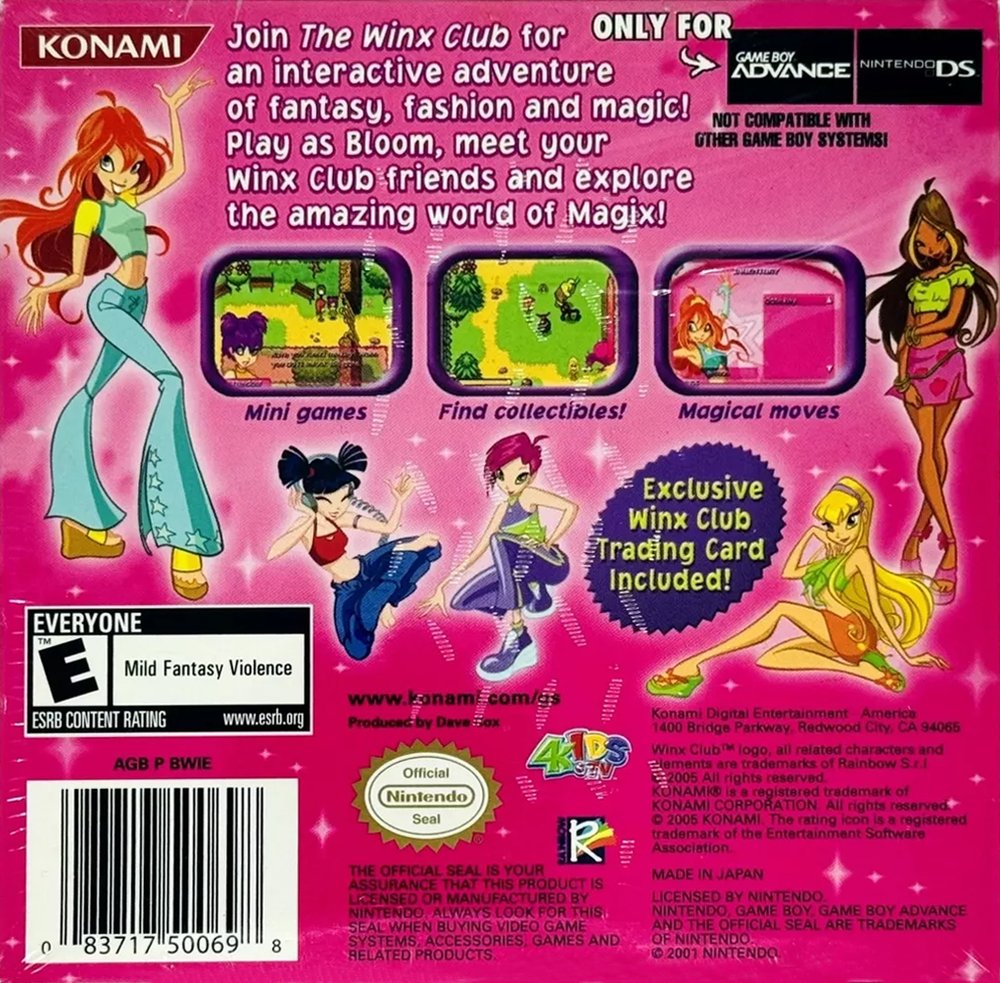 KONAMI
Join The Winx Club for
an interactive adventure
of fantasy, fashion and magic!
Play as Bloom, meet your
Winx Club friends and explore
the amazing world of Magix!
ONLY FOR
GAME BOY
ADVANCE
NINTENDO DS
NOT COMPATIBLE WITH
OTHER GAME BOY SYSTEMS!
Mini games
Find collectibles!
Magical moves
Exclusive
Winx Club
Trading Card
Included!
EVERYONE
TM
E
Mild Fantasy Violence
ESRB CONTENT RATING www.esrb.org
AGB P BWIE
0 83717 50069 8
www.konami.com/gs
Produced by Dave Cox
Official
Nintendo
Seal
®
THE OFFICIAL SEAL IS YOUR
ASSURANCE THAT THIS PRODUCT IS
LICENSED OR MANUFACTURED BY
NINTENDO. ALWAYS LOOK FOR THIS
SEAL WHEN BUYING VIDEO GAME
SYSTEMS, ACCESSORIES, GAMES AND
RELATED PRODUCTS.
4KIDS
RAINBOW
R
Konami Digital Entertainment - America
1400 Bridge Parkway, Redwood City, CA 94065
Winx Club™ logo, all related characters and
elements are trademarks of Rainbow S.r.l
© 2005 All rights reserved.
KONAMI® is a registered trademark of
KONAMI CORPORATION. All rights reserved.
© 2005 KONAMI. The rating icon is a registered
trademark of the Entertainment Software
Association.
MADE IN JAPAN
LICENSED BY NINTENDO.
NINTENDO, GAME BOY, GAME BOY ADVANCE
AND THE OFFICIAL SEAL ARE TRADEMARKS
OF NINTENDO.
© 2001 NINTENDO.